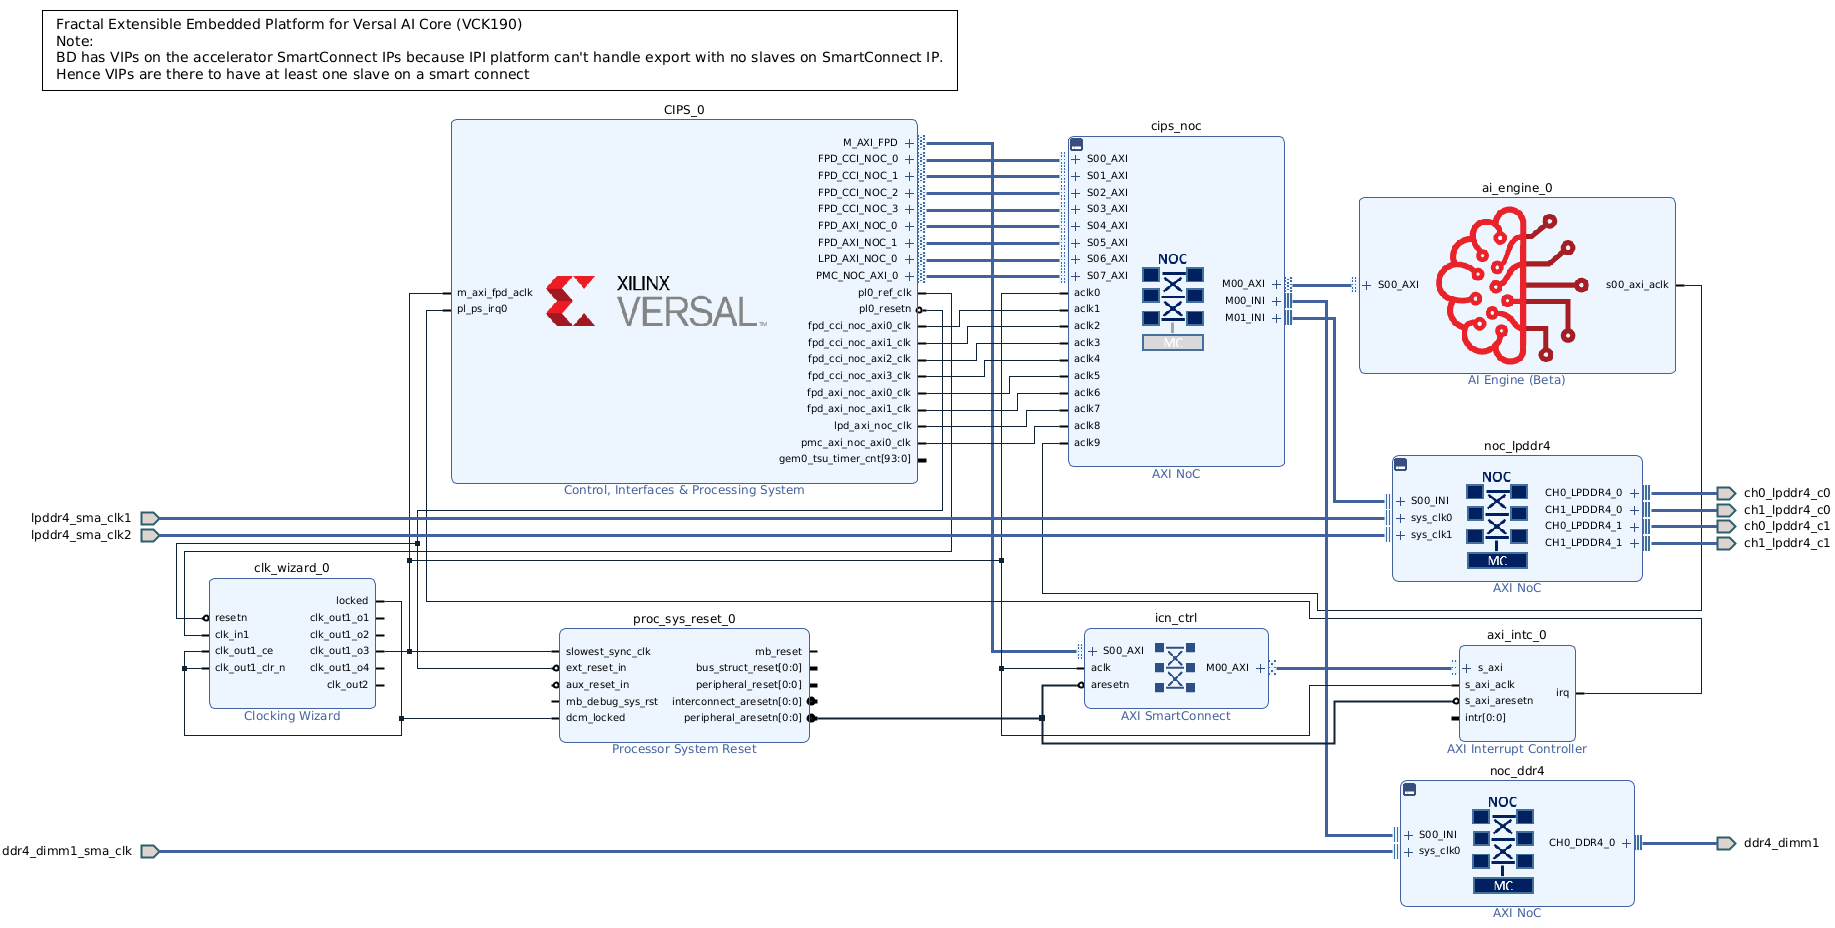 Fractal Extensible Embedded Platform for Versal AI Core (VCK190)
Note:
BD has VIPs on the accelerator SmartConnect IPs because IPI platform can't handle export with no slaves on SmartConnect IP.
Hence VIPs are there to have at least one slave on a smart connect
CIPS_0
M_AXI_FPD
FPD_CCI_NOC_0
FPD_CCI_NOC_1
FPD_CCI_NOC_2
FPD_CCI_NOC_3
FPD_AXI_NOC_0
FPD_AXI_NOC_1
LPD_AXI_NOC_0
PMC_NOC_AXI_0
m_axi_fpd_aclk
pl_ps_irq0
XILINX
VERSAL™
pl0_ref_clk
pl0_resetn
fpd_cci_noc_axi0_clk
fpd_cci_noc_axi1_clk
fpd_cci_noc_axi2_clk
fpd_cci_noc_axi3_clk
fpd_axi_noc_axi0_clk
fpd_axi_noc_axi1_clk
lpd_axi_noc_clk
pmc_axi_noc_axi0_clk
gem0_tsu_timer_cnt[93:0]
Control, Interfaces & Processing System
cips_noc
S00_AXI
S01_AXI
S02_AXI
S03_AXI
S04_AXI
S05_AXI
S06_AXI
S07_AXI
aclk0
aclk1
aclk2
aclk3
aclk4
aclk5
aclk6
aclk7
aclk8
aclk9
NOC
MC
M00_AXI
M00_INI
M01_INI
AXI NoC
ai_engine_0
S00_AXI
s00_axi_aclk
AI Engine (Beta)
noc_lpddr4
S00_INI
sys_clk0
sys_clk1
NOC
MC
CH0_LPDDR4_0
CH1_LPDDR4_0
CH0_LPDDR4_1
CH1_LPDDR4_1
AXI NoC
ch0_lpddr4_c0
ch1_lpddr4_c0
ch0_lpddr4_c1
ch1_lpddr4_c1
lpddr4_sma_clk1
lpddr4_sma_clk2
clk_wizard_0
resetn
clk_in1
clk_out1_ce
clk_out1_clr_n
locked
clk_out1_o1
clk_out1_o2
clk_out1_o3
clk_out1_o4
clk_out2
Clocking Wizard
proc_sys_reset_0
slowest_sync_clk
ext_reset_in
aux_reset_in
mb_debug_sys_rst
dcm_locked
mb_reset
bus_struct_reset[0:0]
peripheral_reset[0:0]
interconnect_aresetn[0:0]
peripheral_aresetn[0:0]
Processor System Reset
icn_ctrl
S00_AXI
aclk
aresetn
M00_AXI
AXI SmartConnect
axi_intc_0
s_axi
s_axi_aclk
s_axi_aresetn
intr[0:0]
irq
AXI Interrupt Controller
noc_ddr4
S00_INI
sys_clk0
NOC
MC
CH0_DDR4_0
AXI NoC
ddr4_dimm1_sma_clk
ddr4_dimm1